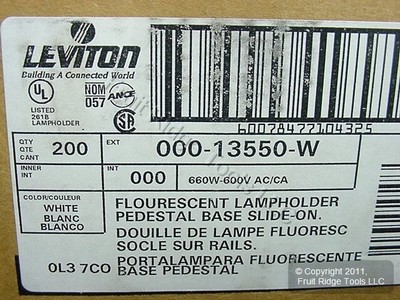 LEVITON
Building A Connected World
UL
LISTED
261B
LAMPHOLDER
NOM
057
ANCE
60078477104325
QTY
QTE
CANT
200
EXT
000-13550-W
INNER
INT
INT
000
660W-600V AC/CA
COLOR/COULEUR
WHITE
BLANC
BLANCO
FLOURESCENT LAMPHOLDER
PEDESTAL BASE SLIDE-ON.
DOUILLE DE LAMPE FLUORESC
SOCLE SUR RAILS.
PORTALAMPARA FLUORESCENTE
BASE PEDESTAL
0L3 7CO
© Copyright 2011,
Fruit Ridge Tools LLC